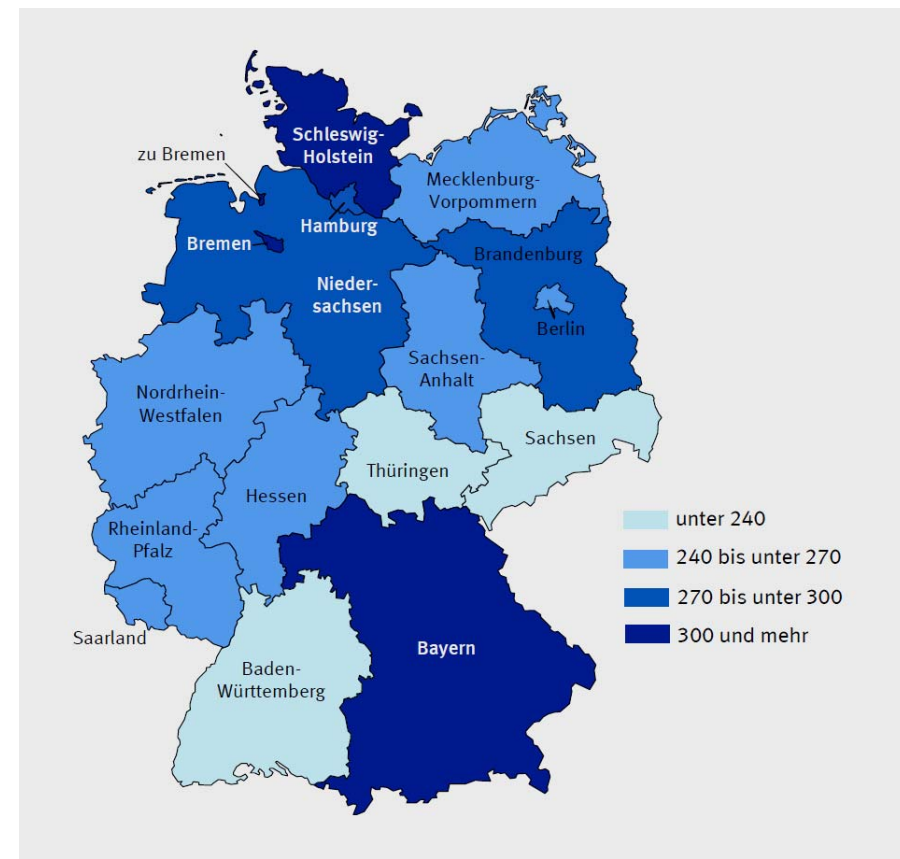 Schleswig-
Holstein
zu Bremen
Mecklenburg-
Vorpommern
Hamburg
Bremen
Brandenburg
Nieder-
sachsen
Berlin
Sachsen-
Anhalt
Nordrhein-
Westfalen
Sachsen
Thüringen
Hessen
Rheinland-
Pfalz
Saarland
Bayern
Baden-
Württemberg
unter 240
240 bis unter 270
270 bis unter 300
300 und mehr